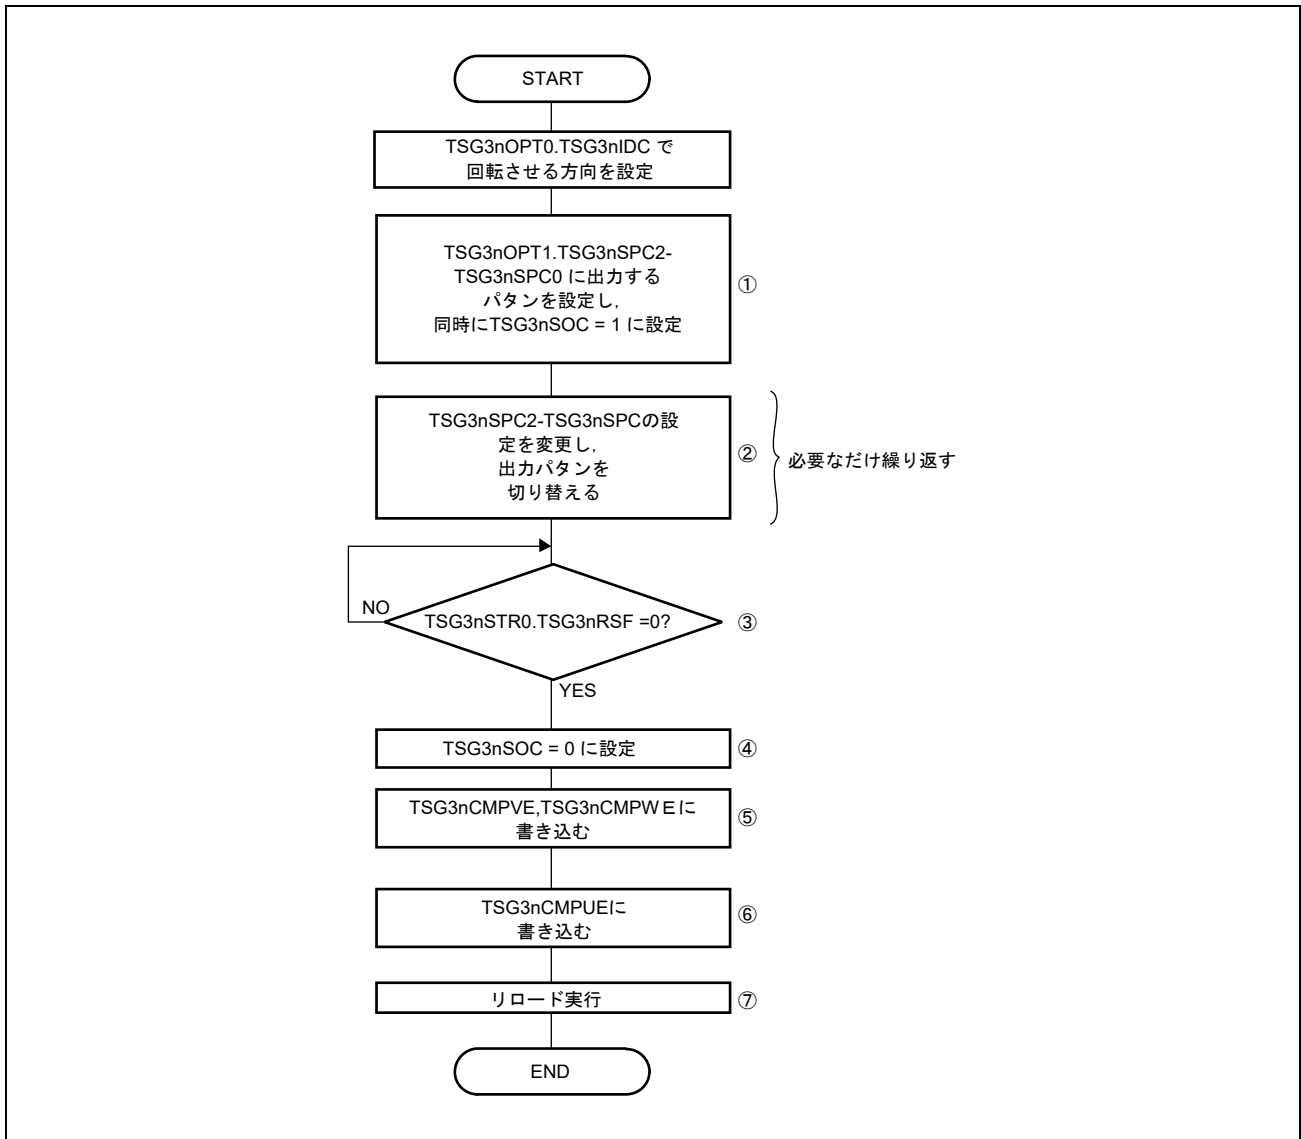 START
TSG3nOPT0.TSG3nIDC で
回転させる方向を設定
TSG3nOPT1.TSG3nSPC2-
TSG3nSPC0 に出力する
パタンを設定し,
同時にTSG3nSOC = 1 に設定
①
TSG3nSPC2-TSG3nSPCの設
定を変更し,
出力パタンを
切り替える
②
必要なだけ繰り返す
NO
TSG3nSTR0.TSG3nRSF =0?
③
YES
TSG3nSOC = 0 に設定
④
TSG3nCMPVE,TSG3nCMPWＥに
書き込む
⑤
TSG3nCMPUEに
書き込む
⑥
リロード実行
⑦
END